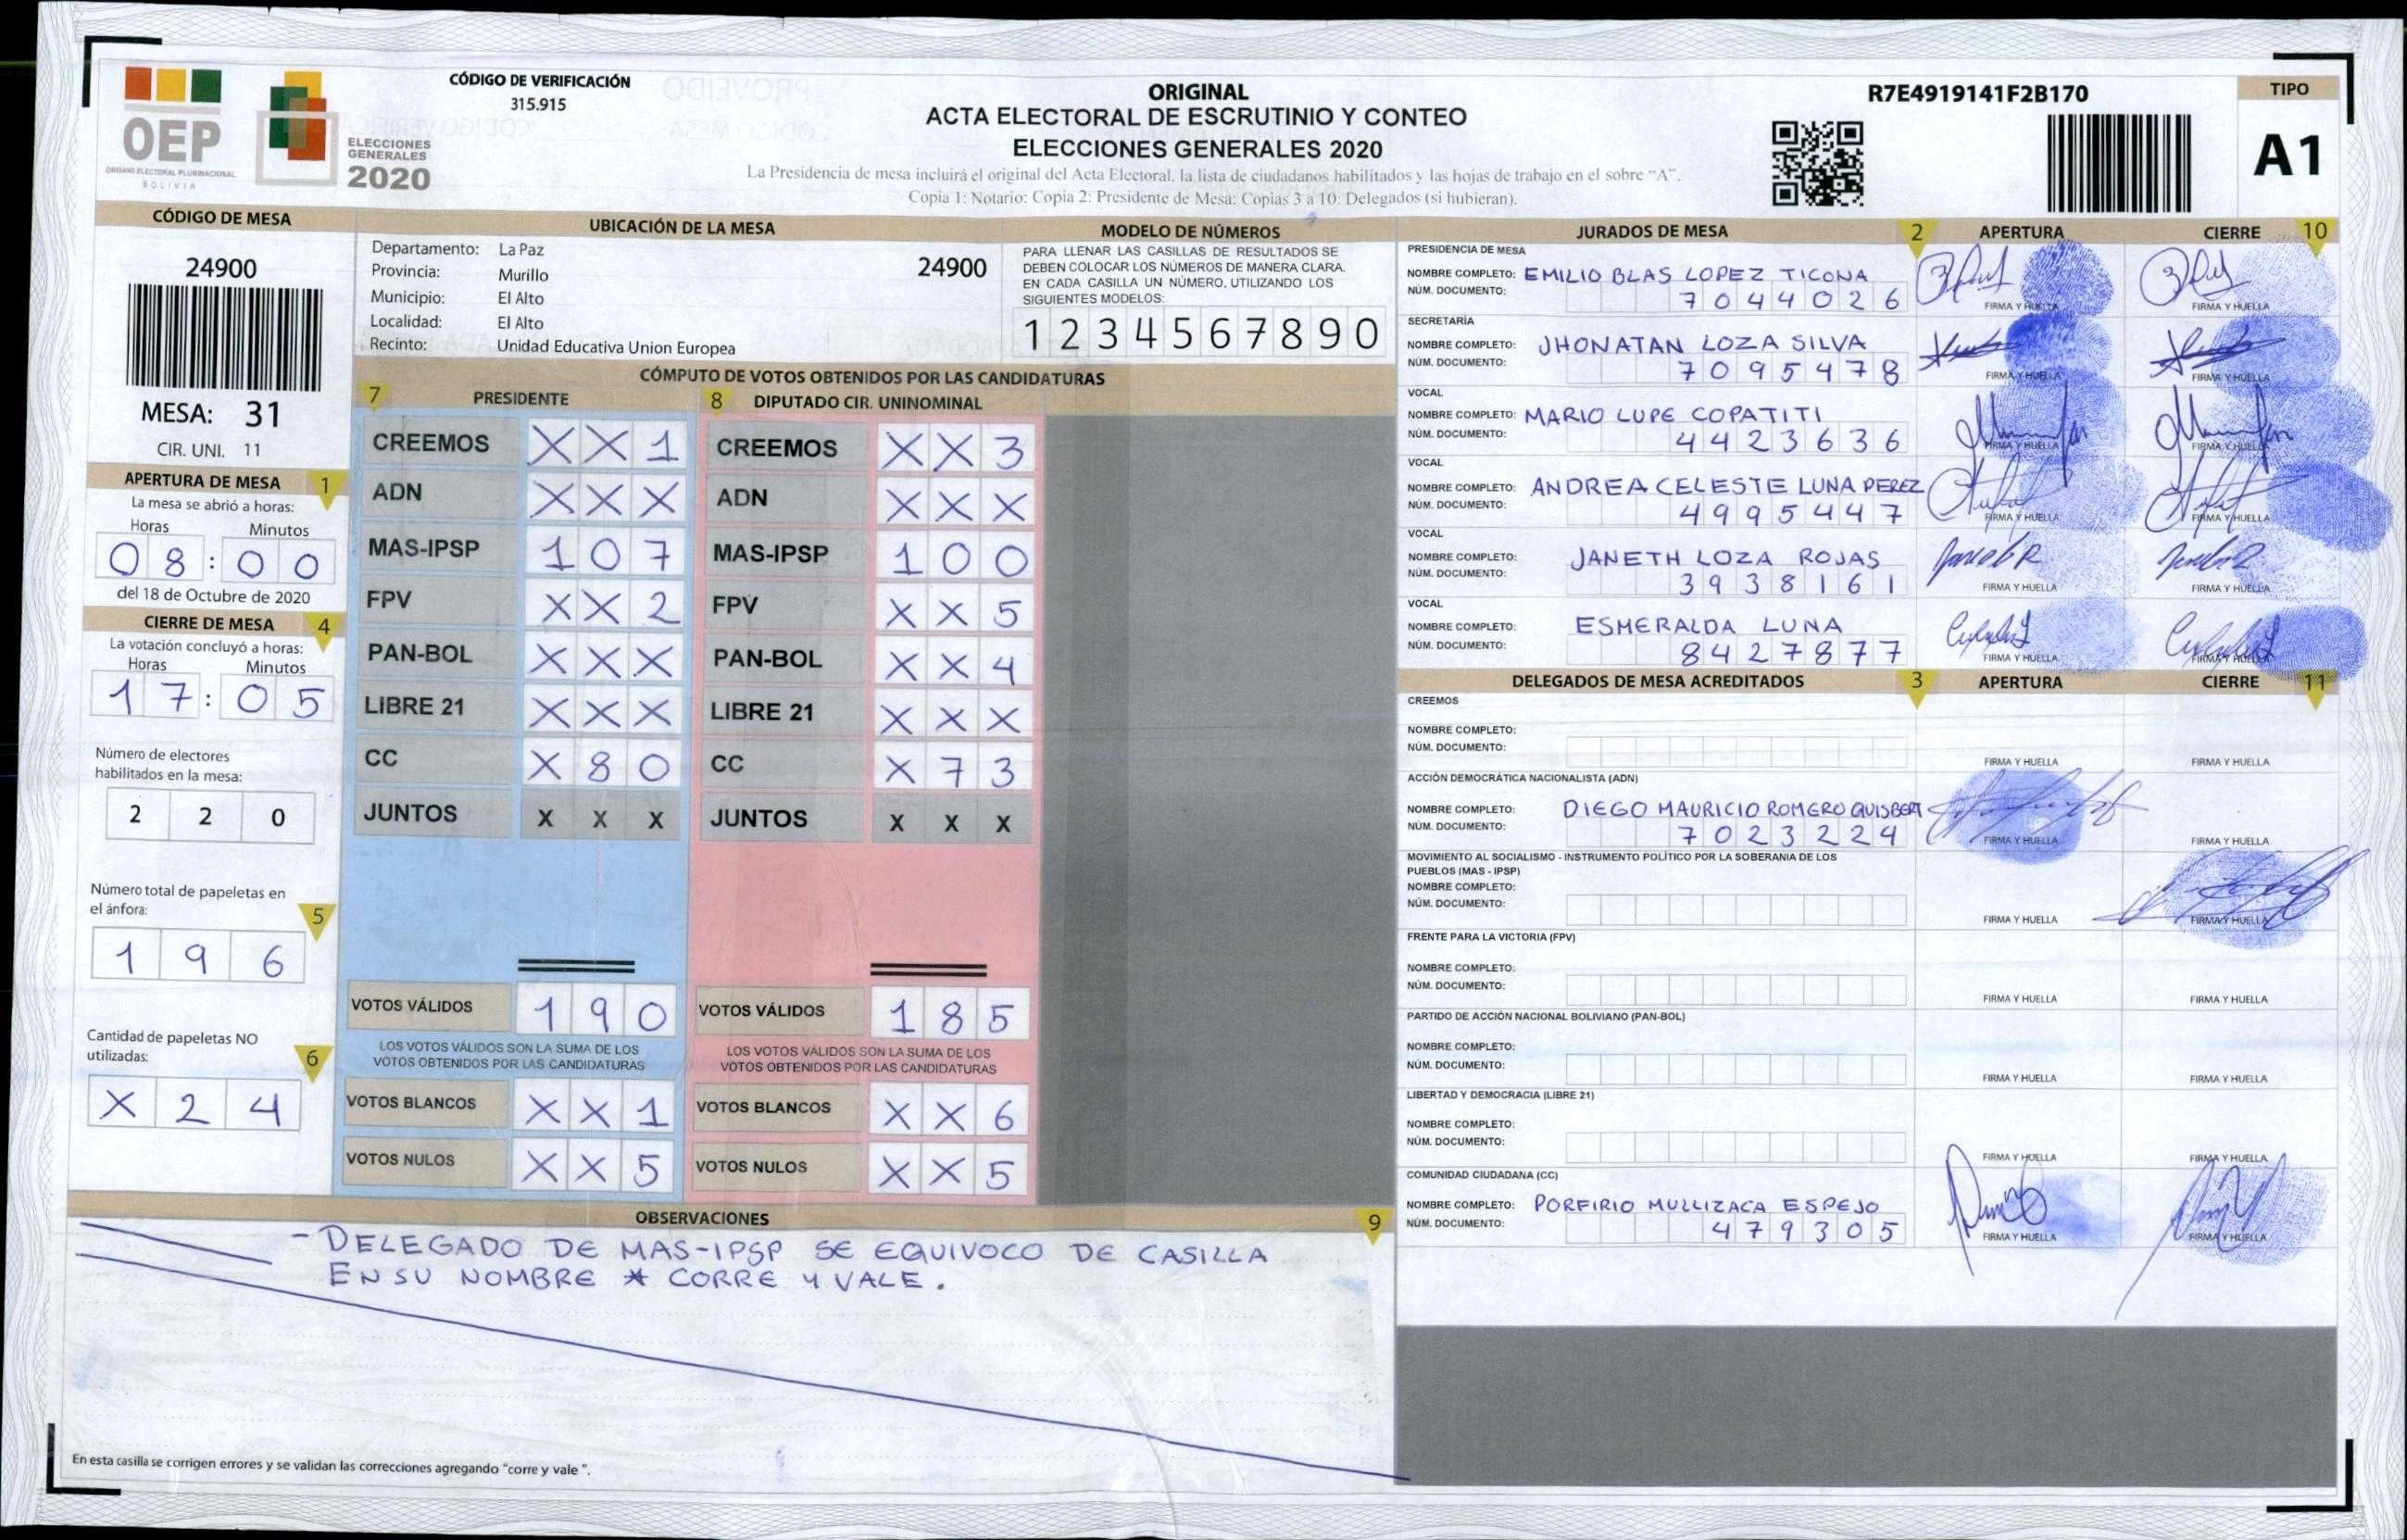 OEP
ÓRGANO ELECTORAL PLURINACIONAL
BOLIVIA
ELECCIONES
GENERALES
2020
CÓDIGO DE VERIFICACIÓN
315.915
ORIGINAL
ACTA ELECTORAL DE ESCRUTINIO Y CONTEO
ELECCIONES GENERALES 2020
La Presidencia de mesa incluirá el original del Acta Electoral, la lista de ciudadanos habilitados y las hojas de trabajo en el sobre "A".
Copia 1: Notario; Copia 2: Presidente de Mesa; Copias 3 a 10: Delegados (si hubieran).
R7E4919141F2B170
TIPO
A1
CÓDIGO DE MESA
24900
MESA: 31
CIR. UNI. 11
APERTURA DE MESA 1
La mesa se abrió a horas:
Horas Minutos
08:00
del 18 de Octubre de 2020
CIERRE DE MESA 4
La votación concluyó a horas:
Horas Minutos
17:05
Número de electores
habilitados en la mesa:
2 2 0
Número total de papeletas en
el ánfora:
5
1 9 6
Cantidad de papeletas NO
utilizadas:
6
X 2 4
UBICACIÓN DE LA MESA
Departamento: La Paz
24900
Provincia: Murillo
Municipio: El Alto
Localidad: El Alto
Recinto: Unidad Educativa Union Europea
MODELO DE NÚMEROS
PARA LLENAR LAS CASILLAS DE RESULTADOS SE
DEBEN COLOCAR LOS NÚMEROS DE MANERA CLARA.
EN CADA CASILLA UN NÚMERO, UTILIZANDO LOS
SIGUIENTES MODELOS:
1 2 3 4 5 6 7 8 9 0
CÓMPUTO DE VOTOS OBTENIDOS POR LAS CANDIDATURAS
7 PRESIDENTE
CREEMOS X X 1
ADN X X X
MAS-IPSP 1 0 7
FPV X X 2
PAN-BOL X X X
LIBRE 21 X X X
CC X 8 0
JUNTOS X X X
VOTOS VÁLIDOS 1 9 0
LOS VOTOS VÁLIDOS SON LA SUMA DE LOS
VOTOS OBTENIDOS POR LAS CANDIDATURAS
VOTOS BLANCOS X X 1
VOTOS NULOS X X 5
8 DIPUTADO CIR. UNINOMINAL
CREEMOS X X 3
ADN X X X
MAS-IPSP 1 0 0
FPV X X 5
PAN-BOL X X 4
LIBRE 21 X X X
CC X 7 3
JUNTOS X X X
VOTOS VÁLIDOS 1 8 5
LOS VOTOS VÁLIDOS SON LA SUMA DE LOS
VOTOS OBTENIDOS POR LAS CANDIDATURAS
VOTOS BLANCOS X X 6
VOTOS NULOS X X 5
OBSERVACIONES 9
- DELEGADO DE MAS-IPSP SE EQUIVOCO DE CASILLA
EN SU NOMBRE * CORRE Y VALE.
En esta casilla se corrigen errores y se validan las correcciones agregando "corre y vale ".
JURADOS DE MESA 2 APERTURA CIERRE 10
PRESIDENCIA DE MESA
NOMBRE COMPLETO: EMILIO BLAS LOPEZ TICONA
NÚM. DOCUMENTO: 7044026
FIRMA Y HUELLA FIRMA Y HUELLA
SECRETARÍA
NOMBRE COMPLETO: JHONATAN LOZA SILVA
NÚM. DOCUMENTO: 7095478
FIRMA Y HUELLA FIRMA Y HUELLA
VOCAL
NOMBRE COMPLETO: MARIO LUPE COPATITI
NÚM. DOCUMENTO: 4423636
FIRMA Y HUELLA FIRMA Y HUELLA
VOCAL
NOMBRE COMPLETO: ANDREA CELESTE LUNA PEREZ
NÚM. DOCUMENTO: 4995447
FIRMA Y HUELLA FIRMA Y HUELLA
VOCAL
NOMBRE COMPLETO: JANETH LOZA ROJAS
NÚM. DOCUMENTO: 3938161
FIRMA Y HUELLA FIRMA Y HUELLA
VOCAL
NOMBRE COMPLETO: ESMERALDA LUNA
NÚM. DOCUMENTO: 8427877
FIRMA Y HUELLA FIRMA Y HUELLA
DELEGADOS DE MESA ACREDITADOS 3 APERTURA CIERRE 11
CREEMOS
NOMBRE COMPLETO:
NÚM. DOCUMENTO:
FIRMA Y HUELLA FIRMA Y HUELLA
ACCIÓN DEMOCRÁTICA NACIONALISTA (ADN)
NOMBRE COMPLETO: DIEGO MAURICIO ROMERO QUISBERT
NÚM. DOCUMENTO: 7023224
FIRMA Y HUELLA FIRMA Y HUELLA
MOVIMIENTO AL SOCIALISMO - INSTRUMENTO POLÍTICO POR LA SOBERANIA DE LOS
PUEBLOS (MAS - IPSP)
NOMBRE COMPLETO:
NÚM. DOCUMENTO:
FIRMA Y HUELLA FIRMA Y HUELLA
FRENTE PARA LA VICTORIA (FPV)
NOMBRE COMPLETO:
NÚM. DOCUMENTO:
FIRMA Y HUELLA FIRMA Y HUELLA
PARTIDO DE ACCIÓN NACIONAL BOLIVIANO (PAN-BOL)
NOMBRE COMPLETO:
NÚM. DOCUMENTO:
FIRMA Y HUELLA FIRMA Y HUELLA
LIBERTAD Y DEMOCRACIA (LIBRE 21)
NOMBRE COMPLETO:
NÚM. DOCUMENTO:
FIRMA Y HUELLA FIRMA Y HUELLA
COMUNIDAD CIUDADANA (CC)
NOMBRE COMPLETO: PORFIRIO MULLIZACA ESPEJO
NÚM. DOCUMENTO: 479305
FIRMA Y HUELLA FIRMA Y HUELLA